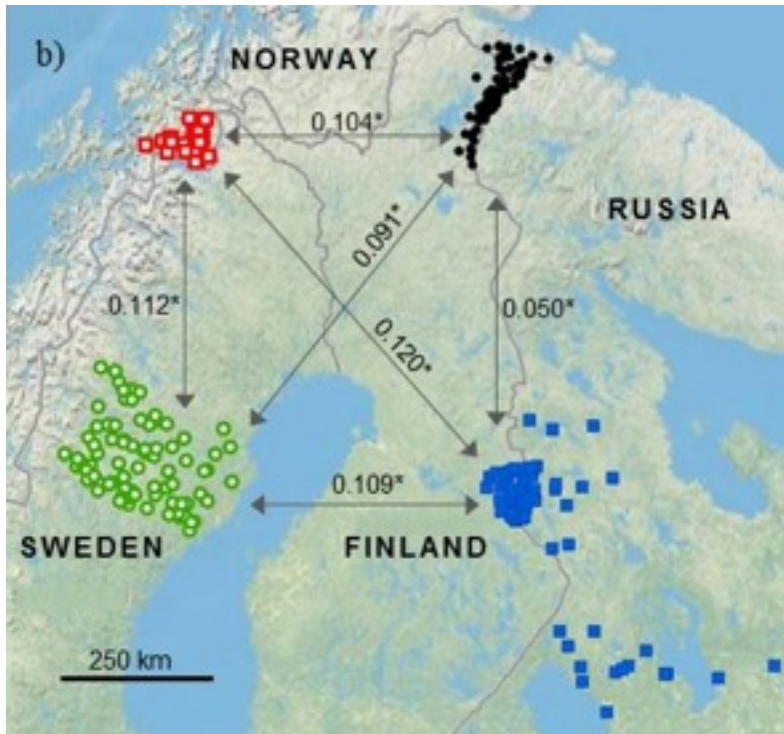 b)
NORWAY
0.104*
RUSSIA
0.091*
0.112*
0.050*
0.120*
0.109*
SWEDEN
FINLAND
250 km